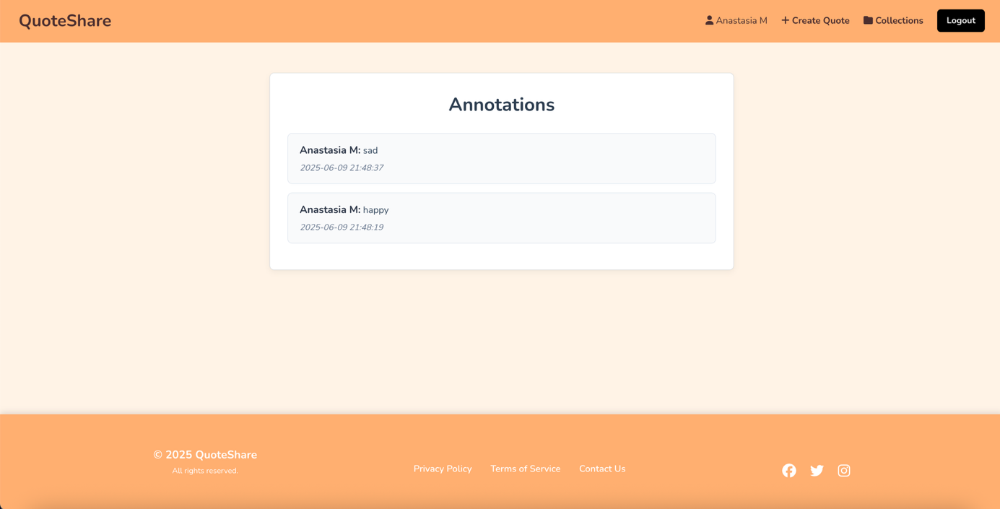 QuoteShare
Anastasia M
Create Quote
Collections
Logout
Annotations
Anastasia M: sad
2025-06-09 21:48:37
Anastasia M: happy
2025-06-09 21:48:19
© 2025 QuoteShare
All rights reserved.
Privacy Policy
Terms of Service
Contact Us